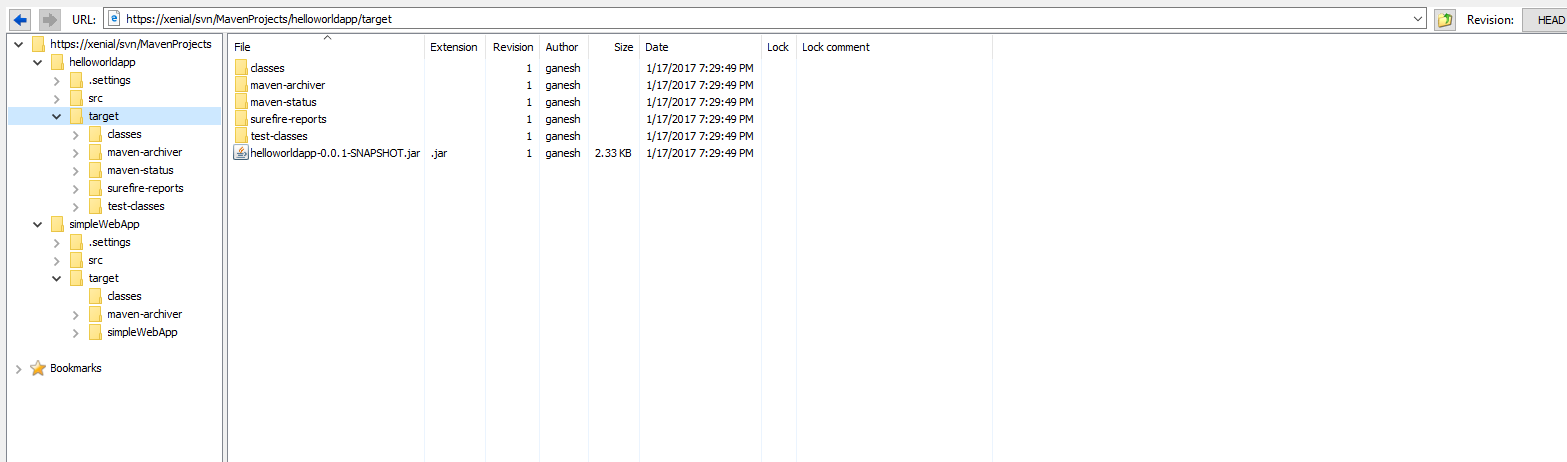 URL: https://xenial/svn/MavenProjects/helloworldapp/target Revision: HEAD
https://xenial/svn/MavenProjects
helloworldapp
.settings
src
target
classes
maven-archiver
maven-status
surefire-reports
test-classes
simpleWebApp
.settings
src
target
classes
maven-archiver
simpleWebApp
Bookmarks
File Extension Revision Author Size Date Lock Lock comment
classes 1 ganesh 1/17/2017 7:29:49 PM
maven-archiver 1 ganesh 1/17/2017 7:29:49 PM
maven-status 1 ganesh 1/17/2017 7:29:49 PM
surefire-reports 1 ganesh 1/17/2017 7:29:49 PM
test-classes 1 ganesh 1/17/2017 7:29:49 PM
helloworldapp-0.0.1-SNAPSHOT.jar .jar 1 ganesh 2.33 KB 1/17/2017 7:29:49 PM